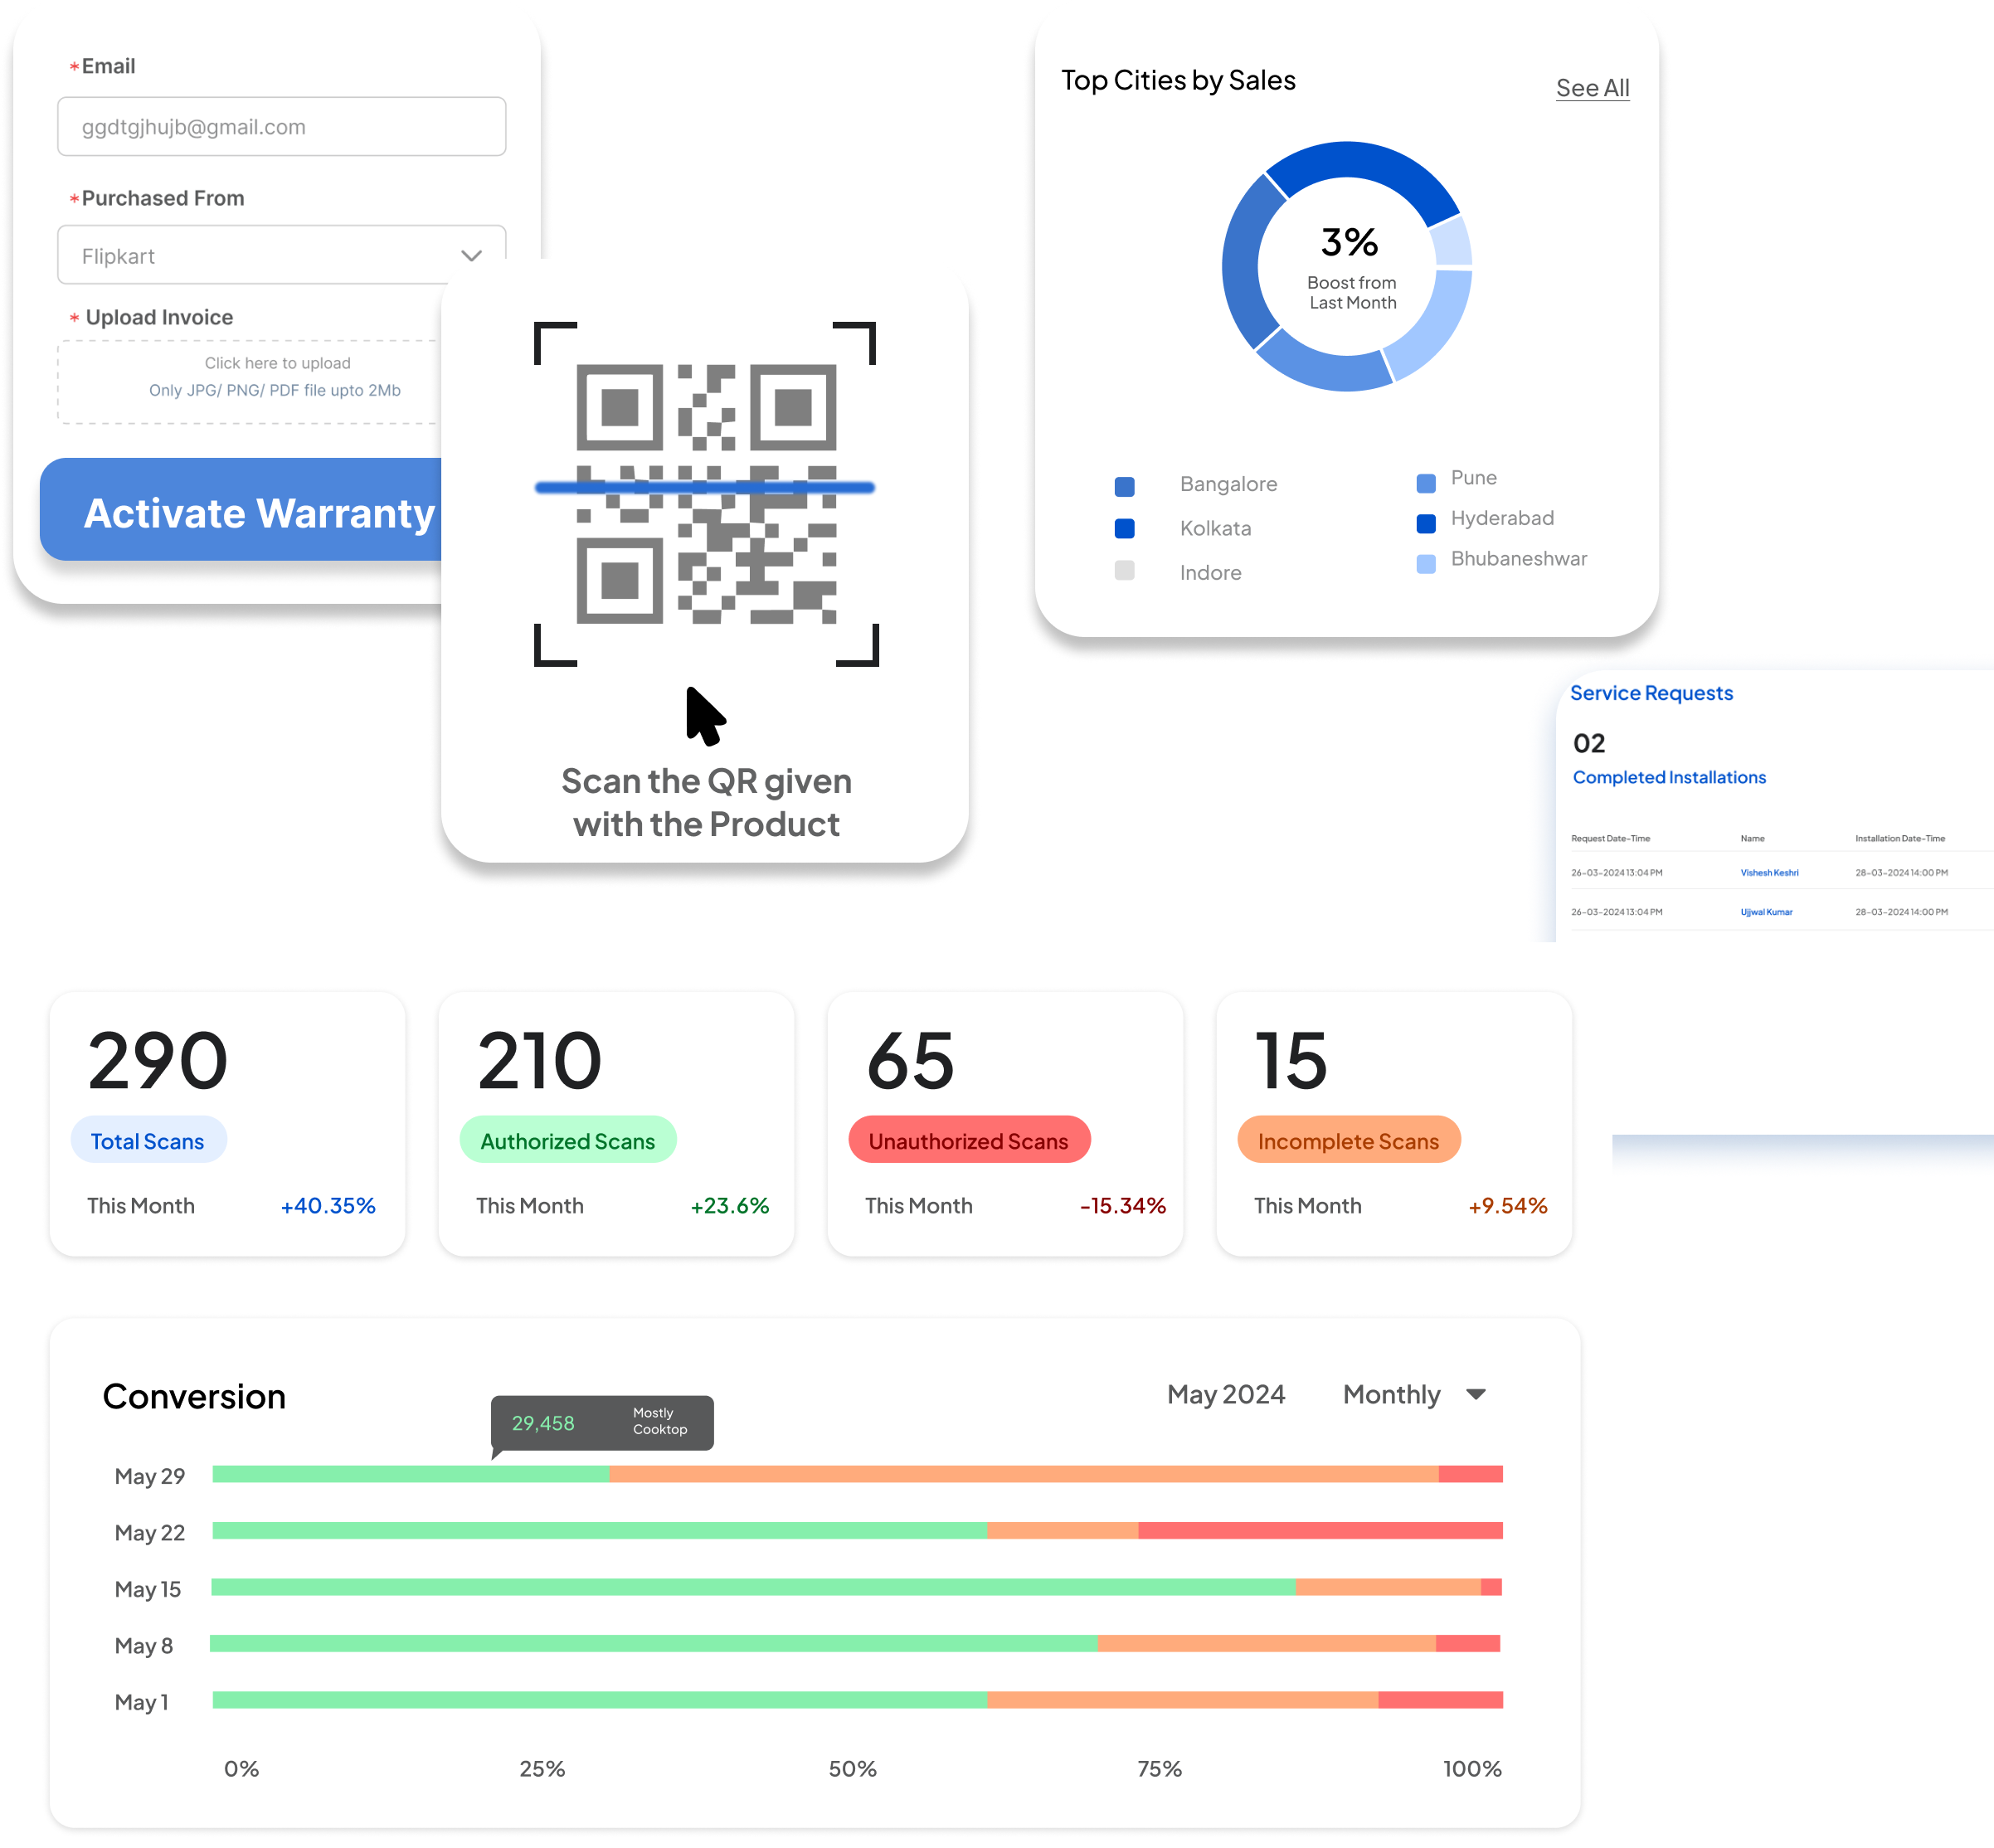 *Email
ggdtgjhujb@gmail.com
*Purchased From
Flipkart
* Upload Invoice
Click here to upload
Only JPG/ PNG/ PDF file upto 2Mb
Activate Warranty
Scan the QR given
with the Product
Top Cities by Sales
See All
3%
Boost from
Last Month
Bangalore
Kolkata
Indore
Pune
Hyderabad
Bhubaneshwar
Service Requests
02
Completed Installations
Request Date-Time Name Installation Date-Time
26-03-2024 13:04 PM Vishesh Keshri 28-03-2024 14:00 PM
26-03-2024 13:04 PM Ujjwal Kumar 28-03-2024 14:00 PM
290
Total Scans
This Month +40.35%
210
Authorized Scans
This Month +23.6%
65
Unauthorized Scans
This Month -15.34%
15
Incomplete Scans
This Month +9.54%
Conversion
May 2024 Monthly
29,458
Mostly
Cooktop
May 29
May 22
May 15
May 8
May 1
0% 25% 50% 75% 100%